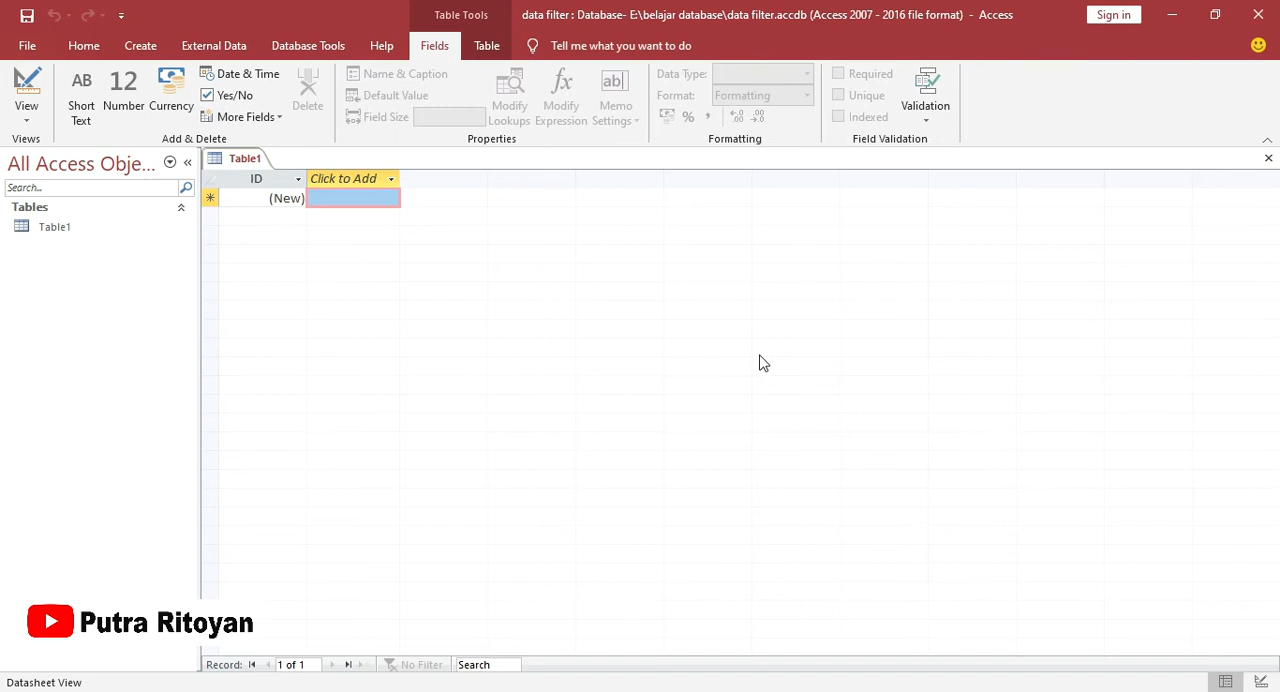 Table Tools
data filter : Database- E:\belajar database\data filter.accdb (Access 2007 - 2016 file format) - Access
Sign in
File Home Create External Data Database Tools Help Fields Table Tell me what you want to do
View
Views
AB Short Text
12 Number
Currency
Date & Time
Yes/No
More Fields
Delete
Add & Delete
Name & Caption
Default Value
Field Size
Modify Lookups
fx Modify Expression
ab Memo Settings
Properties
Data Type:
Format: Formatting
% , .00 .00
Formatting
Required
Unique
Indexed
Validation
Field Validation
All Access Obje...
Search...
Tables
Table1
Table1
ID Click to Add
(New)
Putra Ritoyan
Record: 1 of 1 No Filter Search
Datasheet View